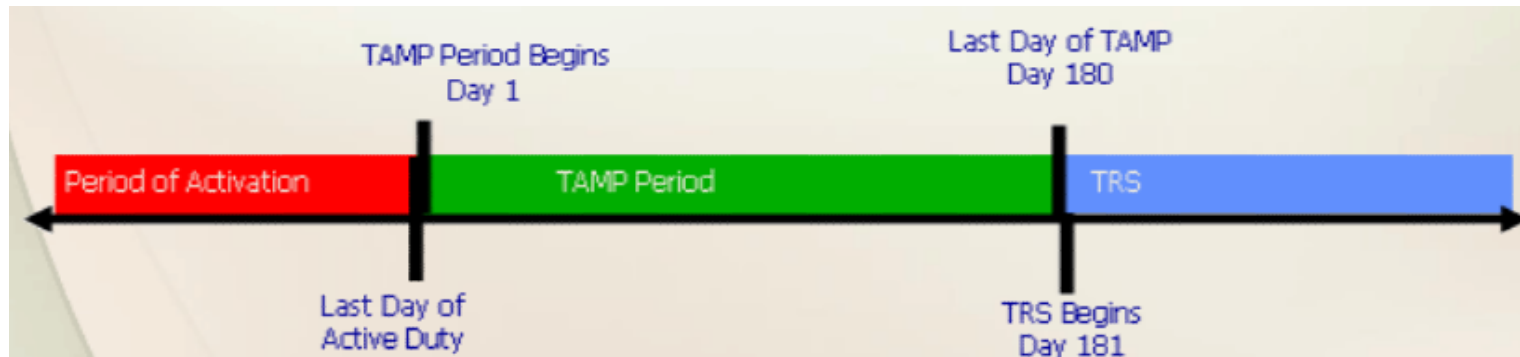 TAMP Period Begins
Day 1
Last Day of TAMP
Day 180
Period of Activation
TAMP Period
TRS
Last Day of
Active Duty
TRS Begins
Day 181